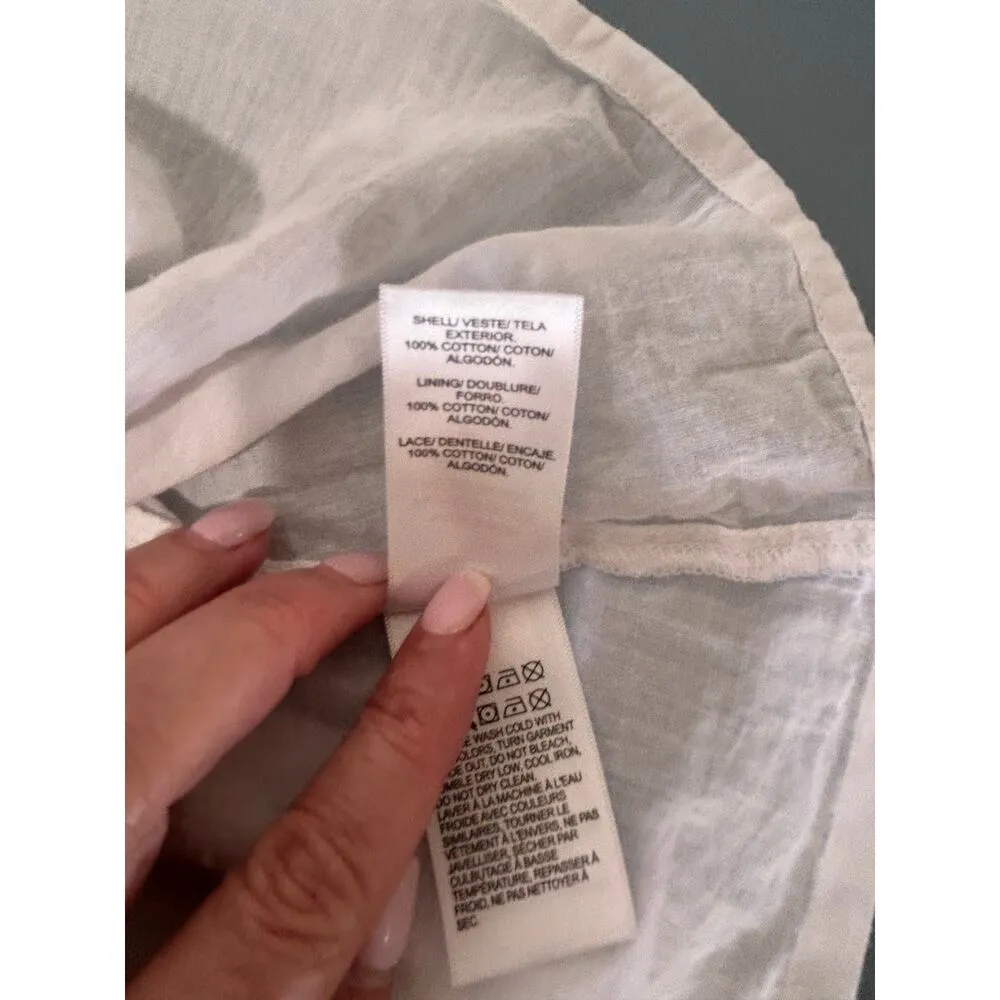 SHELL/ VESTE/ TELA
EXTERIOR.
100% COTTON/ COTON/
ALGODÓN.
LINING/ DOUBLURE/
FORRO.
100% COTTON/ COTON/
ALGODÓN.
LACE/ DENTELLE/ ENCAJE.
100% COTTON/ COTON/
ALGODÓN.
WASH COLD WITH
TURN GARMENT
OUT, DO NOT BLEACH,
DRY LOW, COOL IRON,
DO NOT DRY CLEAN.
LAVER À LA MACHINE À L'EAU
FROIDE AVEC COULEURS
SIMILAIRES, TOURNER LE
VÊTEMENT À L'ENVERS, NE PAS
JAVELLISER, SÉCHER PAR
CULBUTAGE À BASSE
TEMPÉRATURE, REPASSER À
FROID, NE PAS NETTOYER À
SEC.